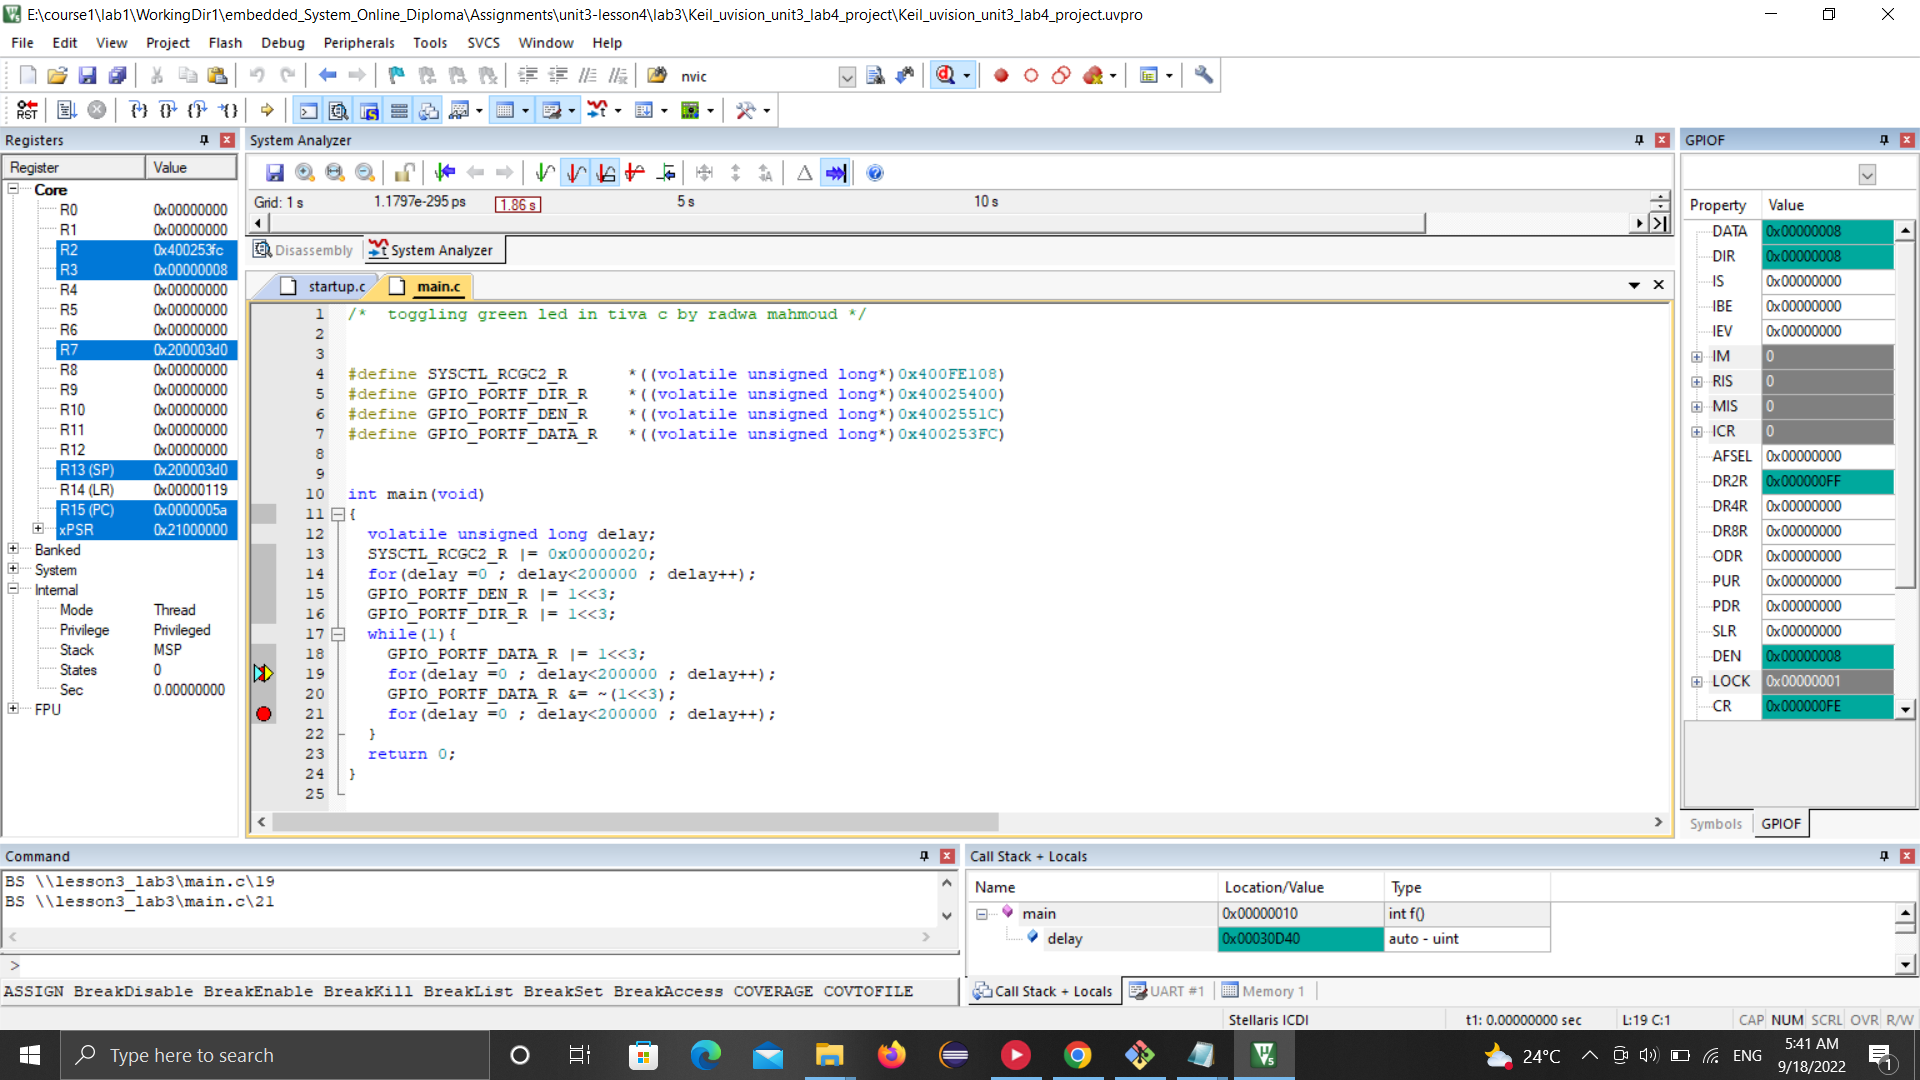 E:\course1\lab1\WorkingDir1\embedded_System_Online_Diploma\Assignments\unit3-lesson4\lab3\Keil_uvision_unit3_lab4_project\Keil_uvision_unit3_lab4_project.uvpro
File Edit View Project Flash Debug Peripherals Tools SVCS Window Help
nvic
RST
Registers
Register Value
Core
R0 0x00000000
R1 0x00000000
R2 0x400253fc
R3 0x00000008
R4 0x00000000
R5 0x00000000
R6 0x00000000
R7 0x200003d0
R8 0x00000000
R9 0x00000000
R10 0x00000000
R11 0x00000000
R12 0x00000000
R13 (SP) 0x200003d0
R14 (LR) 0x00000119
R15 (PC) 0x0000005a
xPSR 0x21000000
Banked
System
Internal
Mode Thread
Privilege Privileged
Stack MSP
States 0
Sec 0.00000000
FPU
System Analyzer
Grid: 1 s 1.1797e-295 ps 1.86 s 5 s 10 s
Disassembly System Analyzer
startup.c main.c
1 /*  toggling green led in tiva c by radwa mahmoud */
2
3
4 #define SYSCTL_RCGC2_R      *((volatile unsigned long*)0x400FE108)
5 #define GPIO_PORTF_DIR_R    *((volatile unsigned long*)0x40025400)
6 #define GPIO_PORTF_DEN_R    *((volatile unsigned long*)0x4002551C)
7 #define GPIO_PORTF_DATA_R   *((volatile unsigned long*)0x400253FC)
8
9
10 int main(void)
11 {
12   volatile unsigned long delay;
13   SYSCTL_RCGC2_R |= 0x00000020;
14   for(delay =0 ; delay<200000 ; delay++);
15   GPIO_PORTF_DEN_R |= 1<<3;
16   GPIO_PORTF_DIR_R |= 1<<3;
17   while(1){
18     GPIO_PORTF_DATA_R |= 1<<3;
19     for(delay =0 ; delay<200000 ; delay++);
20     GPIO_PORTF_DATA_R &= ~(1<<3);
21     for(delay =0 ; delay<200000 ; delay++);
22   }
23   return 0;
24 }
25
GPIOF
Property Value
DATA 0x00000008
DIR 0x00000008
IS 0x00000000
IBE 0x00000000
IEV 0x00000000
IM 0
RIS 0
MIS 0
ICR 0
AFSEL 0x00000000
DR2R 0x000000FF
DR4R 0x00000000
DR8R 0x00000000
ODR 0x00000000
PUR 0x00000000
PDR 0x00000000
SLR 0x00000000
DEN 0x00000008
LOCK 0x00000001
CR 0x000000FE
Symbols GPIOF
Command
BS \\lesson3_lab3\main.c\19
BS \\lesson3_lab3\main.c\21
>
ASSIGN BreakDisable BreakEnable BreakKill BreakList BreakSet BreakAccess COVERAGE COVTOFILE
Call Stack + Locals
Name Location/Value Type
main 0x00000010 int f()
delay 0x00030D40 auto - uint
Call Stack + Locals UART #1 Memory 1
Stellaris ICDI t1: 0.00000000 sec L:19 C:1 CAP NUM SCRL OVR R/W
Type here to search
24°C ENG 5:41 AM
9/18/2022 1